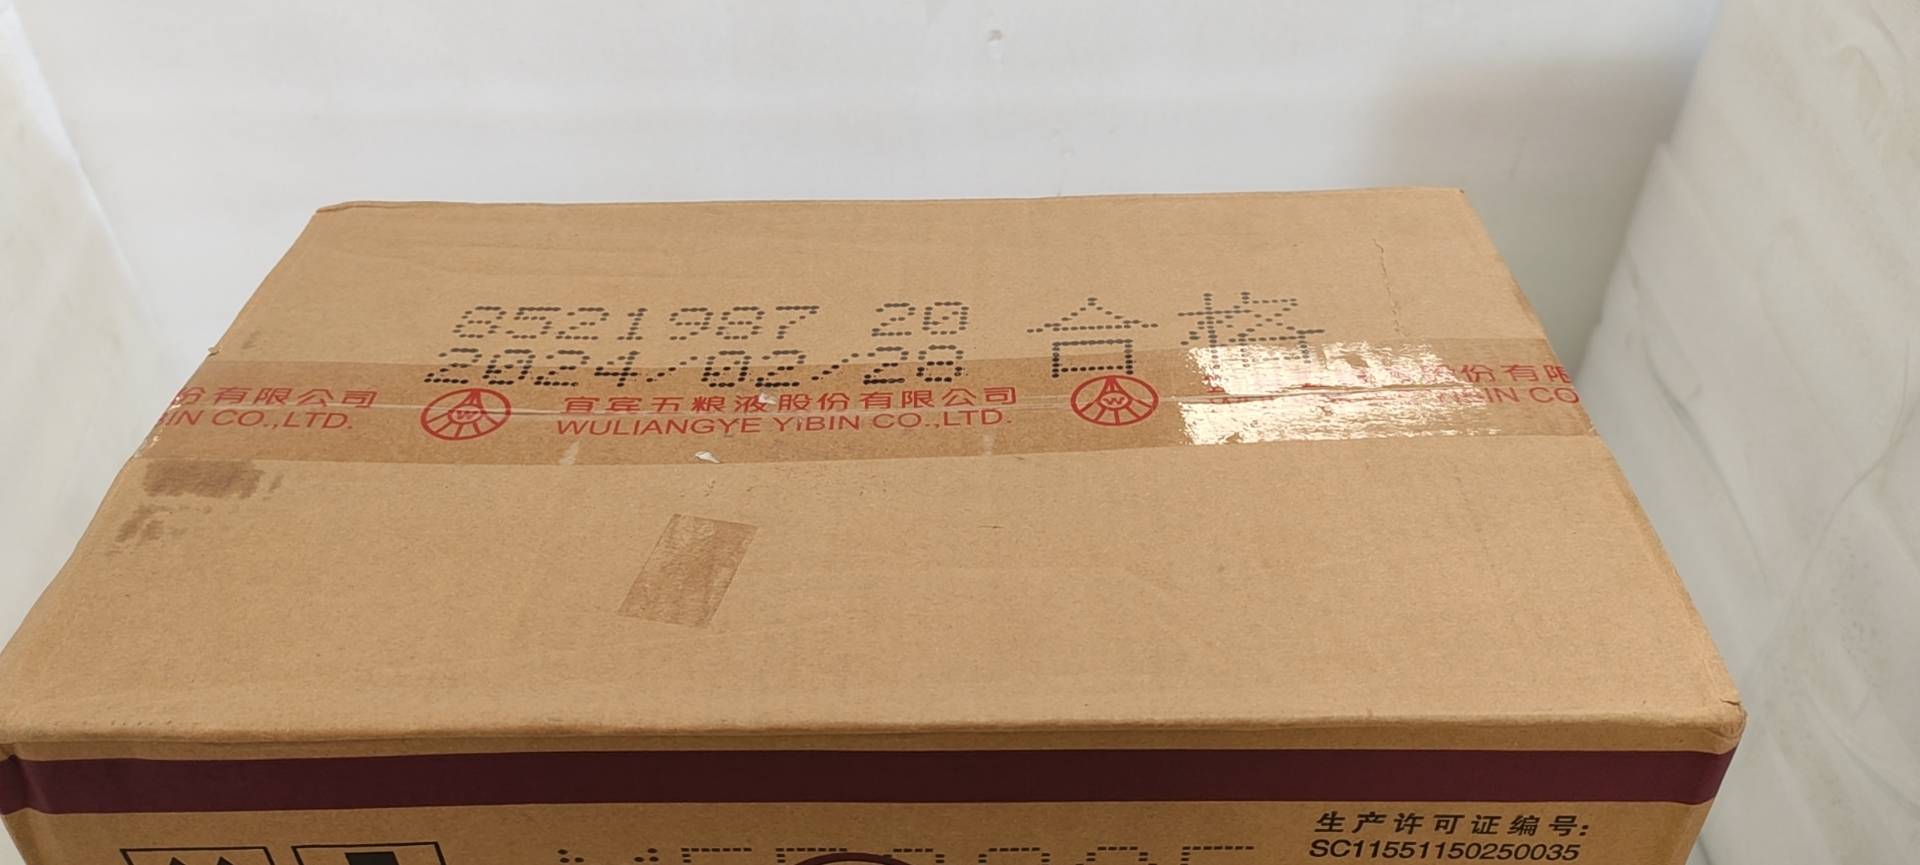 8521987 20 合格
2024/02/28
份有限公司 宜宾五粮液股份有限公司 份有限
BIN CO.,LTD. WULIANGYE YIBIN CO.,LTD. YIBIN CO
生产许可证编号:
SC11551150250035